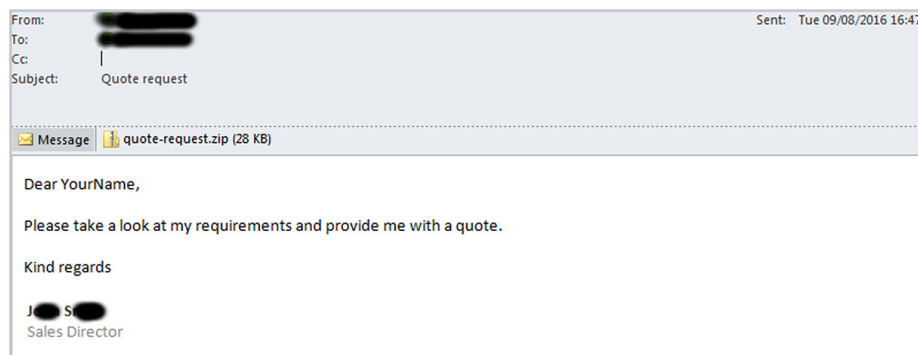 From: Sent: Tue 09/08/2016 16:47
To:
Cc:
Subject: Quote request
Message quote-request.zip (28 KB)
Dear YourName,
Please take a look at my requirements and provide me with a quote.
Kind regards
Sales Director